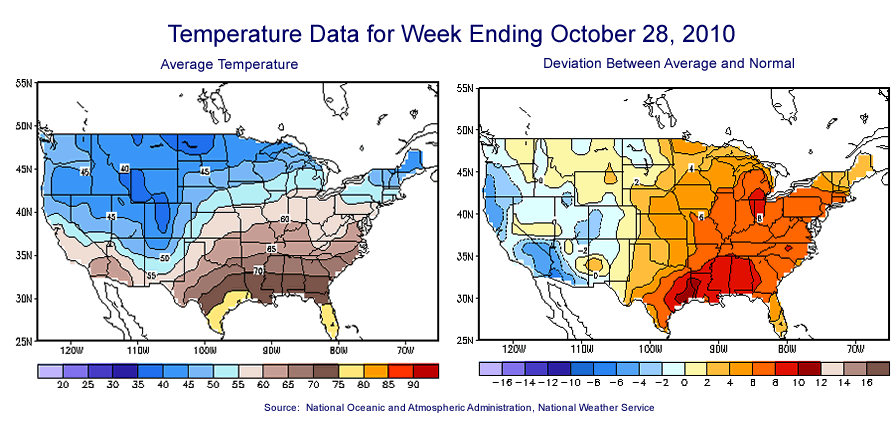 Temperature Data for Week Ending October 28, 2010
Average Temperature
Deviation Between Average and Normal
55N
50N
45N
40N
35N
30N
25N
45
40
45
45
60
65
50
55
70
120W 110W 100W 90W 80W 70W
20 25 30 35 40 45 50 55 60 65 70 75 80 85 90
55N
50N
45N
40N
35N
30N
25N
0
2
4
0
6
8
-2
-0
4
120W 110W 100W 90W 80W 70W
-16 -14 -12 -10 -8 -6 -4 -2 0 2 4 6 8 10 12 14 16
Source: National Oceanic and Atmospheric Administration, National Weather Service